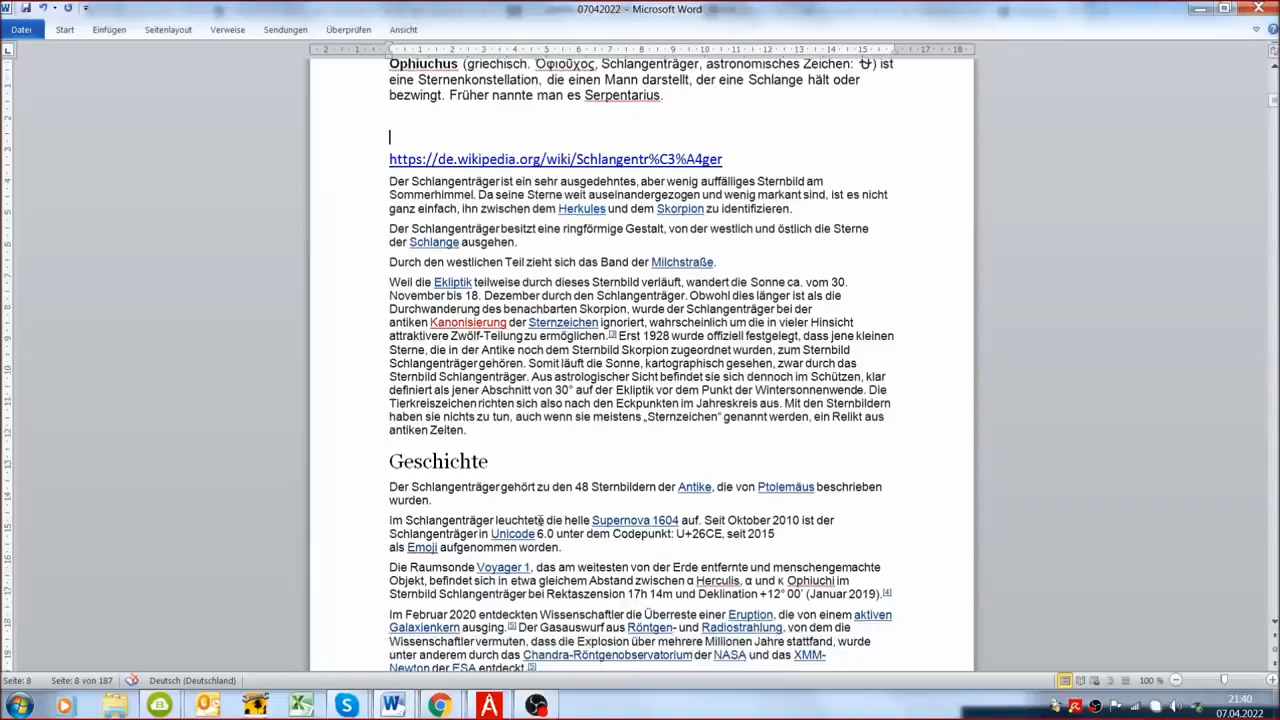 07042022 - Microsoft Word
Datei Start Einfügen Seitenlayout Verweise Sendungen Überprüfen Ansicht
2 1 1 2 3 4 5 6 7 8 9 10 11 12 13 14 15 17 18
Ophiuchus (griechisch. Ὀφιοῦχος, Schlangenträger, astronomisches Zeichen: ⛎) ist
eine Sternenkonstellation, die einen Mann darstellt, der eine Schlange hält oder
bezwingt. Früher nannte man es Serpentarius.
https://de.wikipedia.org/wiki/Schlangentr%C3%A4ger
Der Schlangenträger ist ein sehr ausgedehntes, aber wenig auffälliges Sternbild am
Sommerhimmel. Da seine Sterne weit auseinandergezogen und wenig markant sind, ist es nicht
ganz einfach, ihn zwischen dem Herkules und dem Skorpion zu identifizieren.
Der Schlangenträger besitzt eine ringförmige Gestalt, von der westlich und östlich die Sterne
der Schlange ausgehen.
Durch den westlichen Teil zieht sich das Band der Milchstraße.
Weil die Ekliptik teilweise durch dieses Sternbild verläuft, wandert die Sonne ca. vom 30.
November bis 18. Dezember durch den Schlangenträger. Obwohl dies länger ist als die
Durchwanderung des benachbarten Skorpion, wurde der Schlangenträger bei der
antiken Kanonisierung der Sternzeichen ignoriert, wahrscheinlich um die in vieler Hinsicht
attraktivere Zwölf-Teilung zu ermöglichen. Erst 1928 wurde offiziell festgelegt, dass jene kleinen
Sterne, die in der Antike noch dem Sternbild Skorpion zugeordnet wurden, zum Sternbild
Schlangenträger gehören. Somit läuft die Sonne, kartographisch gesehen, zwar durch das
Sternbild Schlangenträger. Aus astrologischer Sicht befindet sie sich dennoch im Schützen, klar
definiert als jener Abschnitt von 30° auf der Ekliptik vor dem Punkt der Wintersonnenwende. Die
Tierkreiszeichen richten sich also nach den Eckpunkten im Jahreskreis aus. Mit den Sternbildern
haben sie nichts zu tun, auch wenn sie meistens „Sternzeichen“ genannt werden, ein Relikt aus
antiken Zeiten.
Geschichte
Der Schlangenträger gehört zu den 48 Sternbildern der Antike, die von Ptolemäus beschrieben
wurden.
Im Schlangenträger leuchtete die helle Supernova 1604 auf. Seit Oktober 2010 ist der
Schlangenträger in Unicode 6.0 unter dem Codepunkt: U+26CE, seit 2015
als Emoji aufgenommen worden.
Die Raumsonde Voyager 1, das am weitesten von der Erde entfernte und menschengemachte
Objekt, befindet sich in etwa gleichem Abstand zwischen α Herculis, α und κ Ophiuchi im
Sternbild Schlangenträger bei Rektaszension 17h 14m und Deklination +12° 00' (Januar 2019).[4]
Im Februar 2020 entdeckten Wissenschaftler die Überreste einer Eruption, die von einem aktiven
Galaxienkern ausging.[5] Der Gasauswurf aus Röntgen- und Radiostrahlung, von dem die
Wissenschaftler vermuten, dass die Explosion über mehrere Millionen Jahre stattfand, wurde
unter anderem durch das Chandra-Röntgenobservatorium der NASA und das XMM-
Newton der ESA entdeckt.[5]
Seite: 8 Seite: 8 von 187 Deutsch (Deutschland) 100 %
21:40
07.04.2022